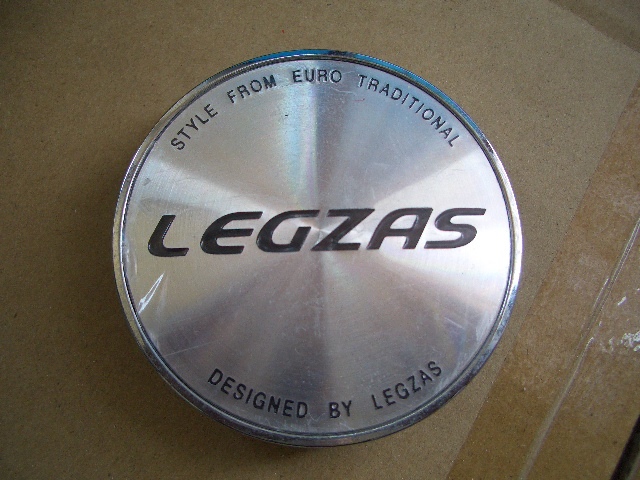 STYLE FROM EURO TRADITIONAL
LEGZAS
DESIGNED BY LEGZAS